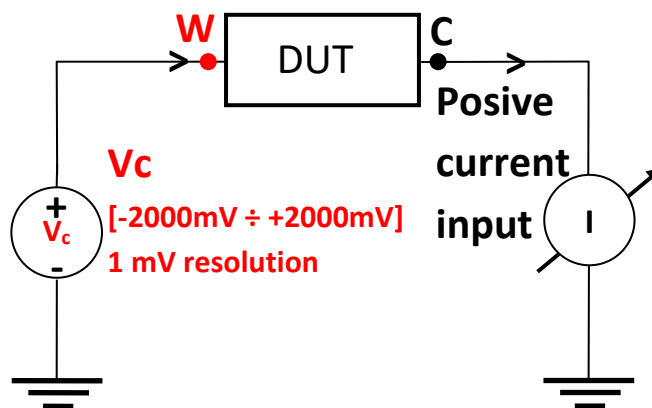 W
DUT
C
Posive
current
input
Vc
[-2000mV ÷ +2000mV]
1 mV resolution
+
Vc
-
I